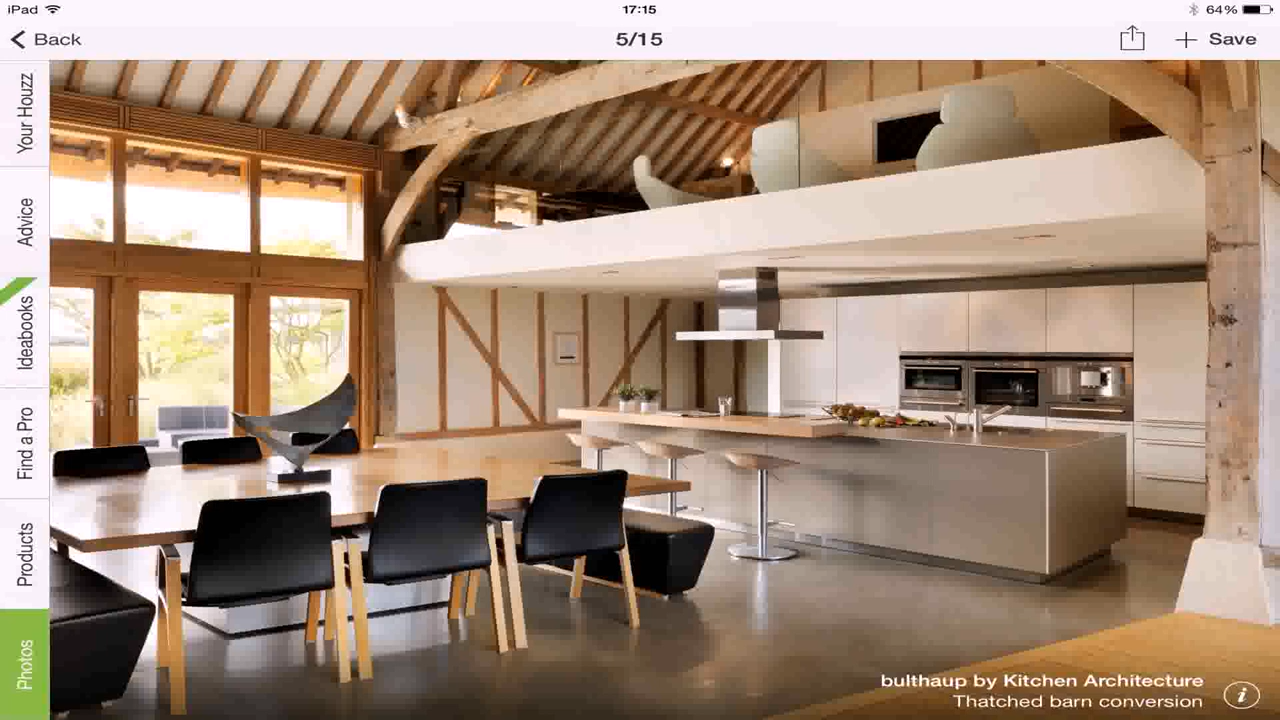 iPad 17:15 64%
Back 5/15 Save
Your Houzz
Advice
Ideabooks
Find a Pro
Products
Photos
bulthaup by Kitchen Architecture
Thatched barn conversion